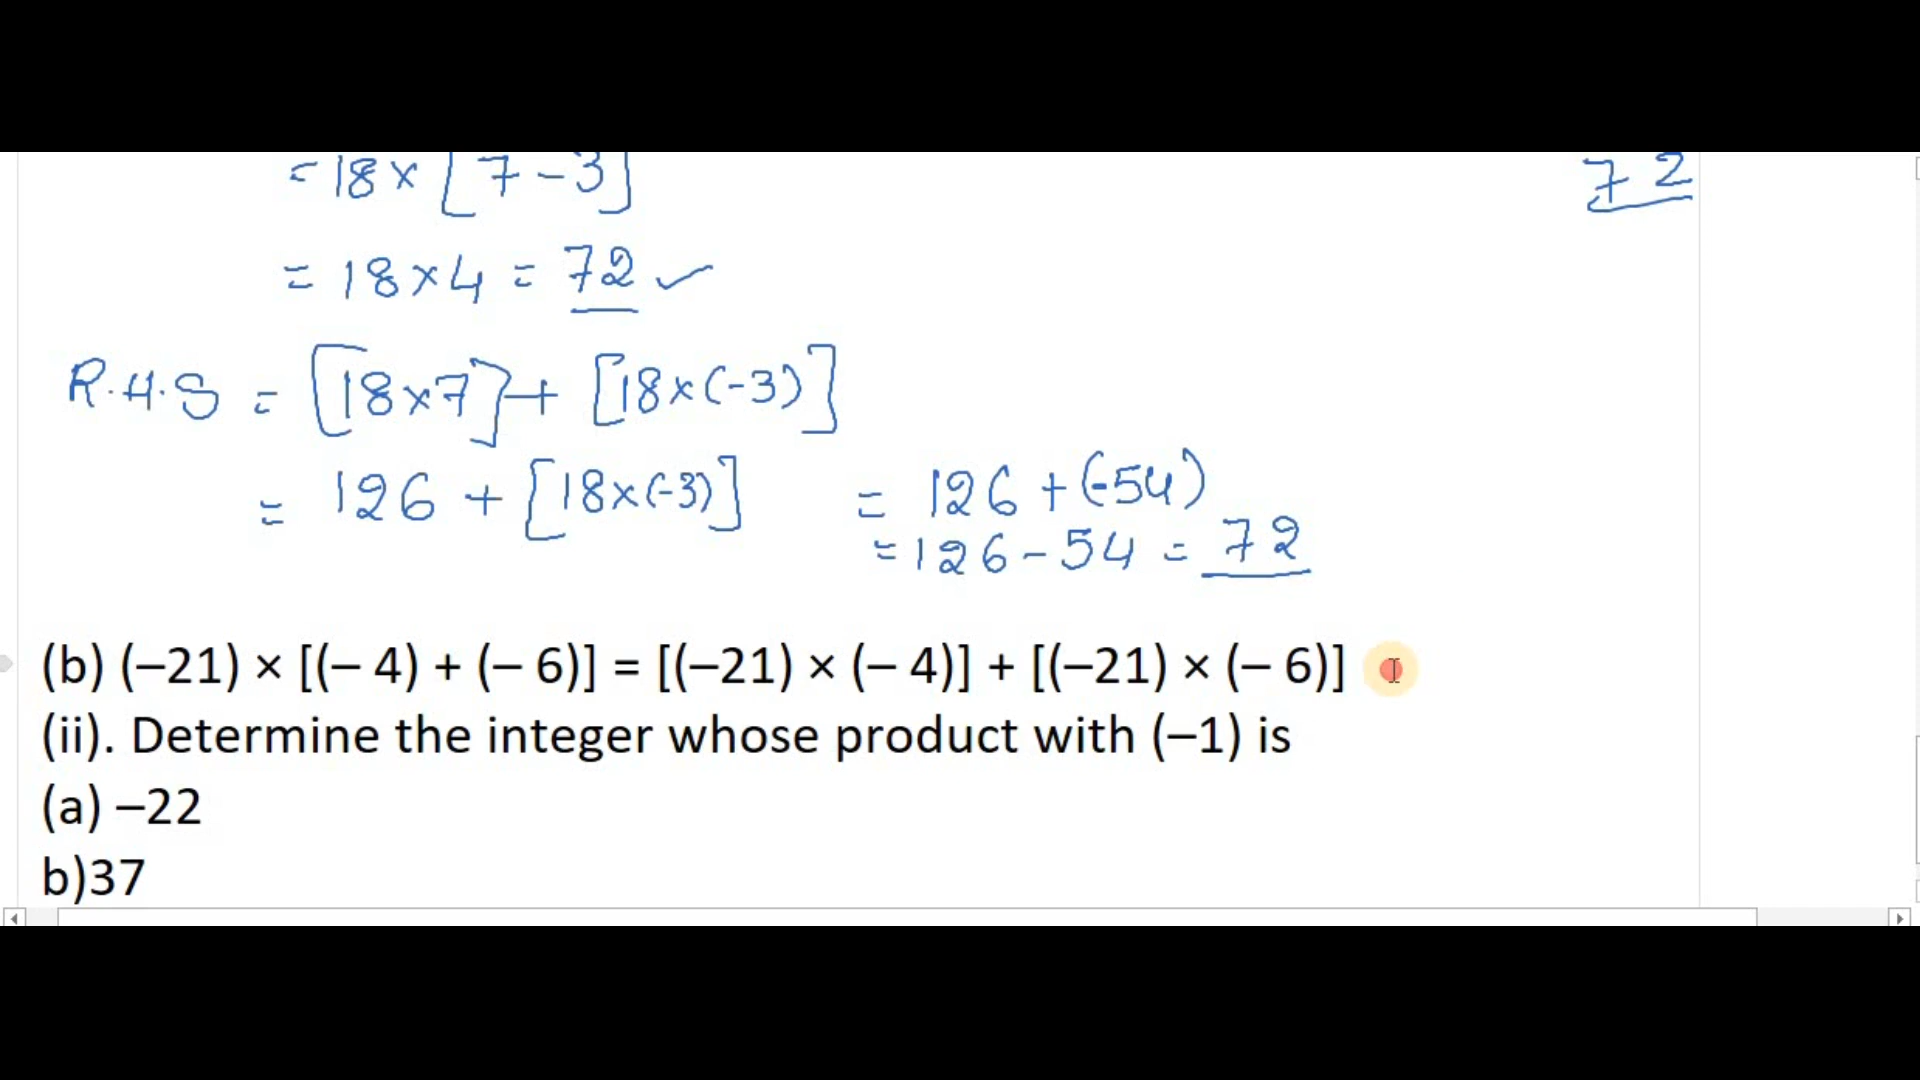 = 18 × [ 7 - 3 ]
72
= 18 × 4 = 72 ✓
R.H.S = [18×7] + [18×(-3)]
= 126 + [18×(-3)] = 126 + (-54)
= 126 - 54 = 72
(b) (–21) × [(– 4) + (– 6)] = [(–21) × (– 4)] + [(–21) × (– 6)]
(ii). Determine the integer whose product with (–1) is
(a) –22
b)37